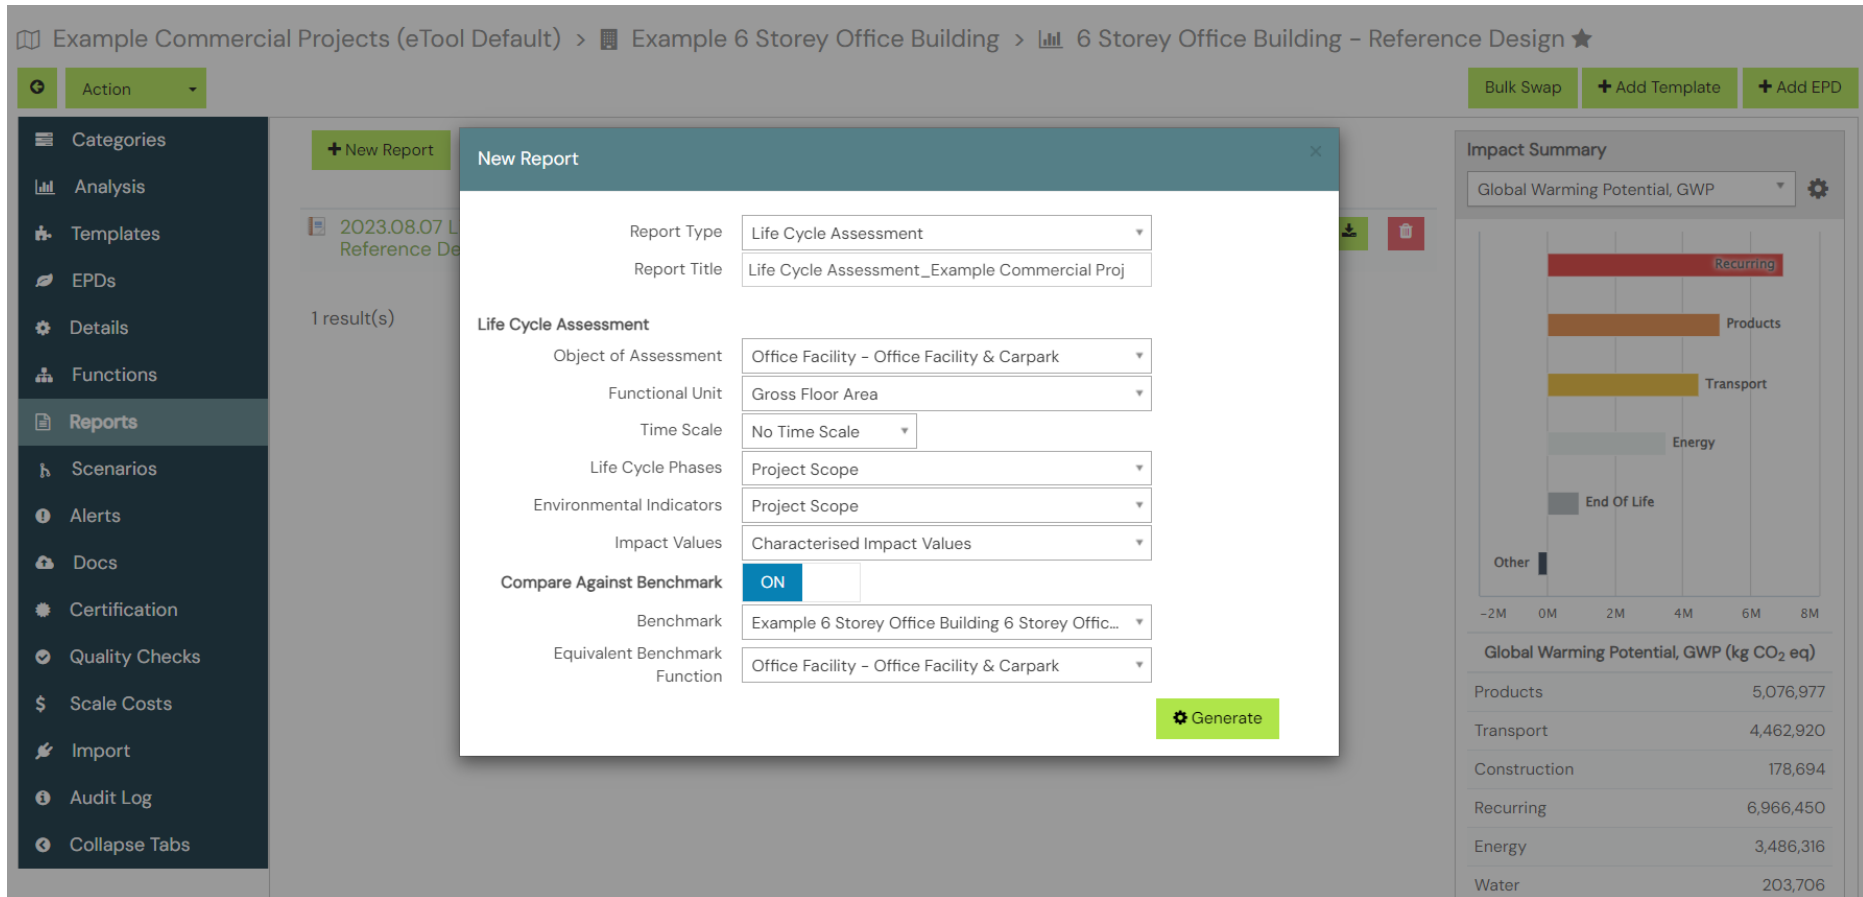 Example Commercial Projects (eTool Default) > Example 6 Storey Office Building > 6 Storey Office Building - Reference Design
Action
Bulk Swap
Add Template
Add EPD
Categories
Analysis
Templates
EPDs
Details
Functions
Reports
Scenarios
Alerts
Docs
Certification
Quality Checks
Scale Costs
Import
Audit Log
Collapse Tabs
New Report
2023.08.07 L
Reference De
1 result(s)
New Report
×
Report Type
Life Cycle Assessment
Report Title
Life Cycle Assessment_Example Commercial Proj
Life Cycle Assessment
Object of Assessment
Office Facility - Office Facility & Carpark
Functional Unit
Gross Floor Area
Time Scale
No Time Scale
Life Cycle Phases
Project Scope
Environmental Indicators
Project Scope
Impact Values
Characterised Impact Values
Compare Against Benchmark
ON
Benchmark
Example 6 Storey Office Building 6 Storey Offic...
Equivalent Benchmark
Function
Office Facility - Office Facility & Carpark
Generate
Impact Summary
Global Warming Potential, GWP
Recurring
Products
Transport
Energy
End Of Life
Other
-2M 0M 2M 4M 6M 8M
Global Warming Potential, GWP (kg CO₂ eq)
Products 5,076,977
Transport 4,462,920
Construction 178,694
Recurring 6,966,450
Energy 3,486,316
Water 203,706